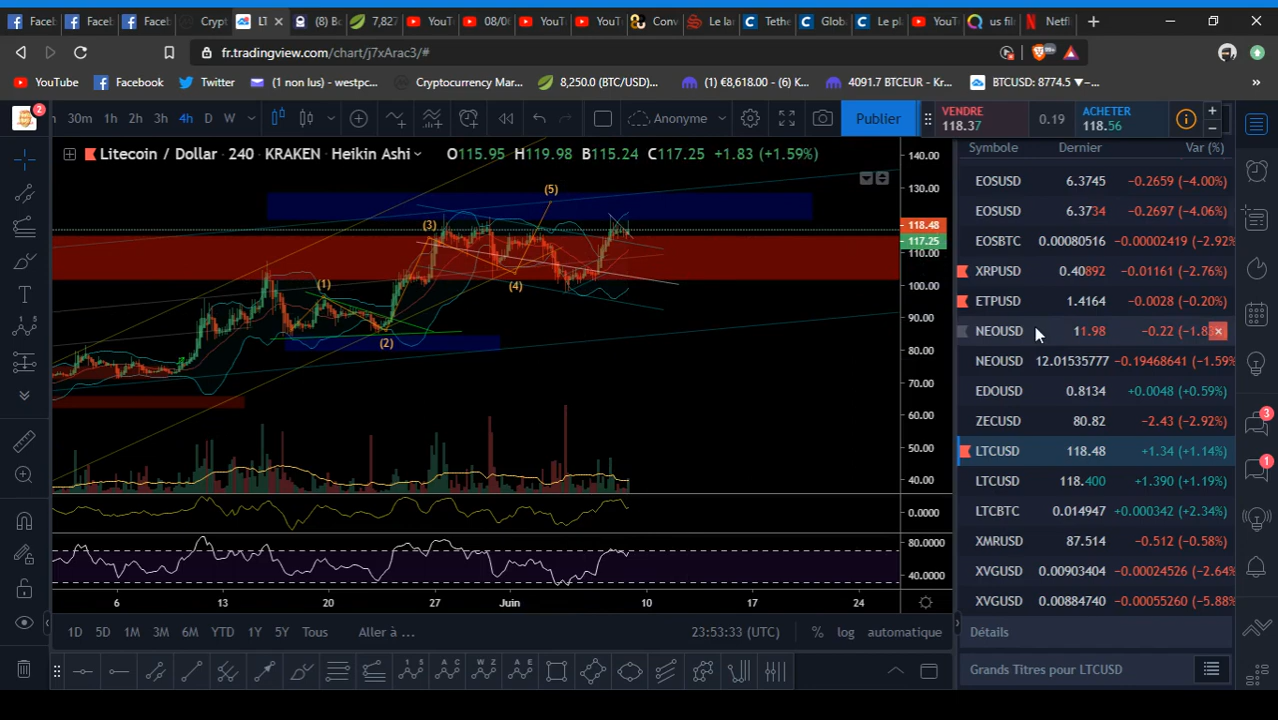 Faceb Faceb Faceb Crypt LT (8) Bo 7,827 YouT 08/0 YouT YouT Conv Le lan Tethe Globa Le pla YouT us fil Netfl
fr.tradingview.com/chart/j7xArac3/#
YouTube Facebook Twitter (1 non lus) - westpc... Cryptocurrency Mar... 8,250.0 (BTC/USD)... (1) €8,618.00 - (6) K... 4091.7 BTCEUR - Kr... BTCUSD: 8774.5 ▼−... »
2 30m 1h 2h 3h 4h D W Anonyme Publier VENDRE 118.37 0.19 ACHETER 118.56
Litecoin / Dollar 240 KRAKEN Heikin Ashi O115.95 H119.98 B115.24 C117.25 +1.83 (+1.59%)
Symbole Dernier Var (%)
EOSUSD 6.3745 −0.2659 (−4.00%)
EOSUSD 6.3734 −0.2697 (−4.06%)
EOSBTC 0.00080516 −0.00002419 (−2.92%
XRPUSD 0.40892 −0.01161 (−2.76%)
ETPUSD 1.4164 −0.0028 (−0.20%)
NEOUSD 11.98 −0.22 (−1.8
NEOUSD 12.01535777 −0.19468641 (−1.59%
EDOUSD 0.8134 +0.0048 (+0.59%)
ZECUSD 80.82 −2.43 (−2.92%)
LTCUSD 118.48 +1.34 (+1.14%)
LTCUSD 118.400 +1.390 (+1.19%)
LTCBTC 0.014947 +0.000342 (+2.34%)
XMRUSD 87.514 −0.512 (−0.58%)
XVGUSD 0.00903404 −0.00024526 (−2.64%
XVGUSD 0.00884740 −0.00055260 (−5.88%
Détails
Grands Titres pour LTCUSD
3
1
(1)
(2)
(3)
(4)
(5)
140.00
130.00
118.48
117.25
110.00
100.00
90.00
80.00
70.00
60.00
50.00
40.00
0.0000
80.0000
40.0000
6 13 20 27 Juin 10 17 24
1D 5D 1M 3M 6M YTD 1Y 5Y Tous Aller à ... 23:53:33 (UTC) % log automatique